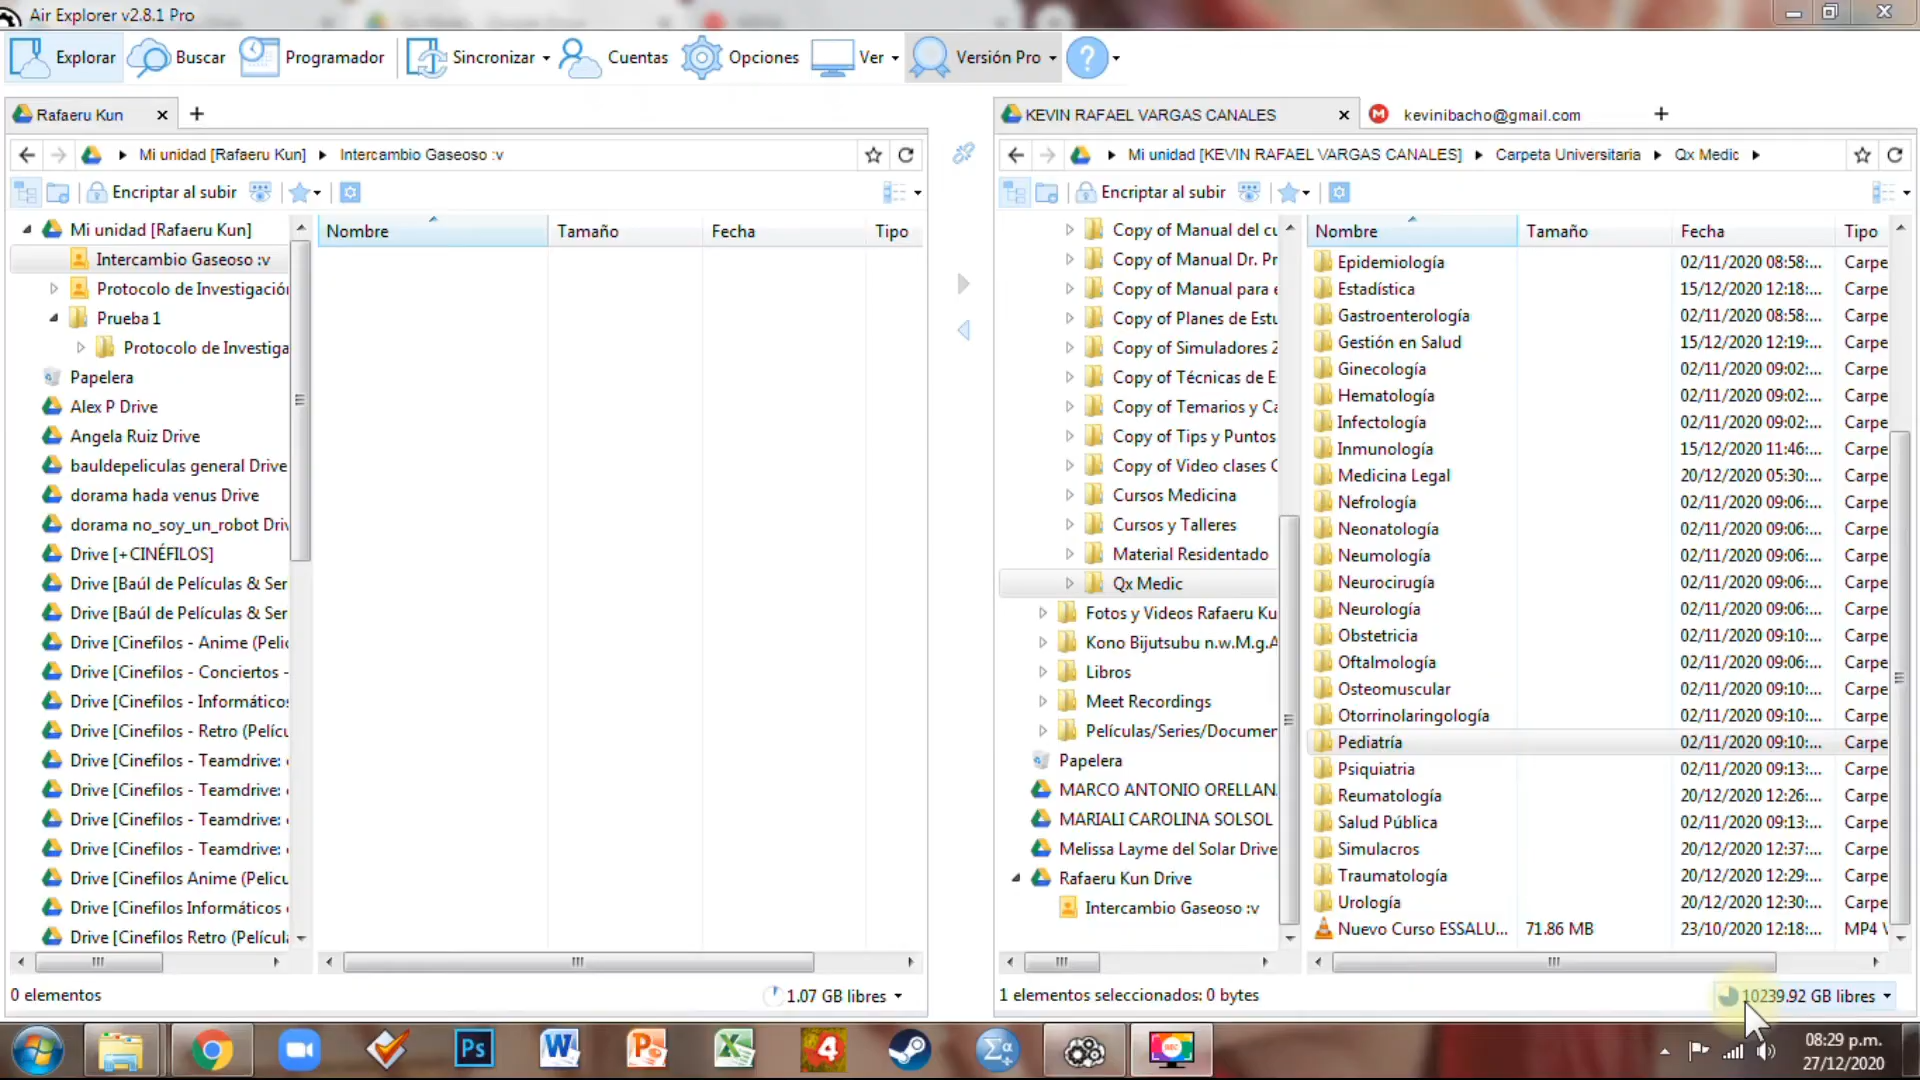 Air Explorer v2.8.1 Pro
Explorar
Buscar
Programador
Sincronizar
Cuentas
Opciones
Ver
Versión Pro
?
Rafaeru Kun
Mi unidad [Rafaeru Kun]
Intercambio Gaseoso :v
Encriptar al subir
Mi unidad [Rafaeru Kun]
Intercambio Gaseoso :v
Protocolo de Investigación
Prueba 1
Protocolo de Investiga
Papelera
Alex P Drive
Angela Ruiz Drive
bauldepeliculas general Drive
dorama hada venus Drive
dorama no_soy_un_robot Driv
Drive [+CINÉFILOS]
Drive [Baúl de Películas & Ser
Drive [Baúl de Películas & Ser
Drive [Cinefilos - Anime (Pelic
Drive [Cinefilos - Conciertos -
Drive [Cinefilos - Informáticos
Drive [Cinefilos - Retro (Pelícu
Drive [Cinefilos - Teamdrive:
Drive [Cinefilos - Teamdrive:
Drive [Cinefilos - Teamdrive:
Drive [Cinefilos - Teamdrive:
Drive [Cinefilos Anime (Pelicu
Drive [Cinefilos Informáticos
Drive [Cinefilos Retro (Película
Nombre
Tamaño
Fecha
Tipo
0 elementos
1.07 GB libres
KEVIN RAFAEL VARGAS CANALES
kevinibacho@gmail.com
Mi unidad [KEVIN RAFAEL VARGAS CANALES]
Carpeta Universitaria
Qx Medic
Encriptar al subir
Copy of Manual del cu
Copy of Manual Dr. Pr
Copy of Manual para e
Copy of Planes de Estu
Copy of Simuladores 2
Copy of Técnicas de E
Copy of Temarios y Ca
Copy of Tips y Puntos
Copy of Video clases C
Cursos Medicina
Cursos y Talleres
Material Residentado
Qx Medic
Fotos y Videos Rafaeru Ku
Kono Bijutsubu n.w.M.g.A
Libros
Meet Recordings
Películas/Series/Documen
Papelera
MARCO ANTONIO ORELLAN
MARIALI CAROLINA SOLSOL
Melissa Layme del Solar Drive
Rafaeru Kun Drive
Intercambio Gaseoso :v
Nombre Tamaño Fecha Tipo
Epidemiología 02/11/2020 08:58:... Carpe
Estadística 15/12/2020 12:18:... Carpe
Gastroenterología 02/11/2020 08:58:... Carpe
Gestión en Salud 15/12/2020 12:19:... Carpe
Ginecología 02/11/2020 09:02:... Carpe
Hematología 02/11/2020 09:02:... Carpe
Infectología 02/11/2020 09:02:... Carpe
Inmunología 15/12/2020 11:46:... Carpe
Medicina Legal 20/12/2020 05:30:... Carpe
Nefrología 02/11/2020 09:06:... Carpe
Neonatología 02/11/2020 09:06:... Carpe
Neumología 02/11/2020 09:06:... Carpe
Neurocirugía 02/11/2020 09:06:... Carpe
Neurología 02/11/2020 09:06:... Carpe
Obstetricia 02/11/2020 09:10:... Carpe
Oftalmología 02/11/2020 09:06:... Carpe
Osteomuscular 02/11/2020 09:10:... Carpe
Otorrinolaringología 02/11/2020 09:10:... Carpe
Pediatría 02/11/2020 09:10:... Carpe
Psiquiatria 02/11/2020 09:13:... Carpe
Reumatología 20/12/2020 12:26:... Carpe
Salud Pública 02/11/2020 09:13:... Carpe
Simulacros 20/12/2020 12:37:... Carpe
Traumatología 20/12/2020 12:29:... Carpe
Urología 20/12/2020 12:30:... Carpe
Nuevo Curso ESSALU... 71.86 MB 23/10/2020 12:18:... MP4 V
1 elementos seleccionados: 0 bytes
10239.92 GB libres
Ps
4
Σα
REC
08:29 p.m.
27/12/2020